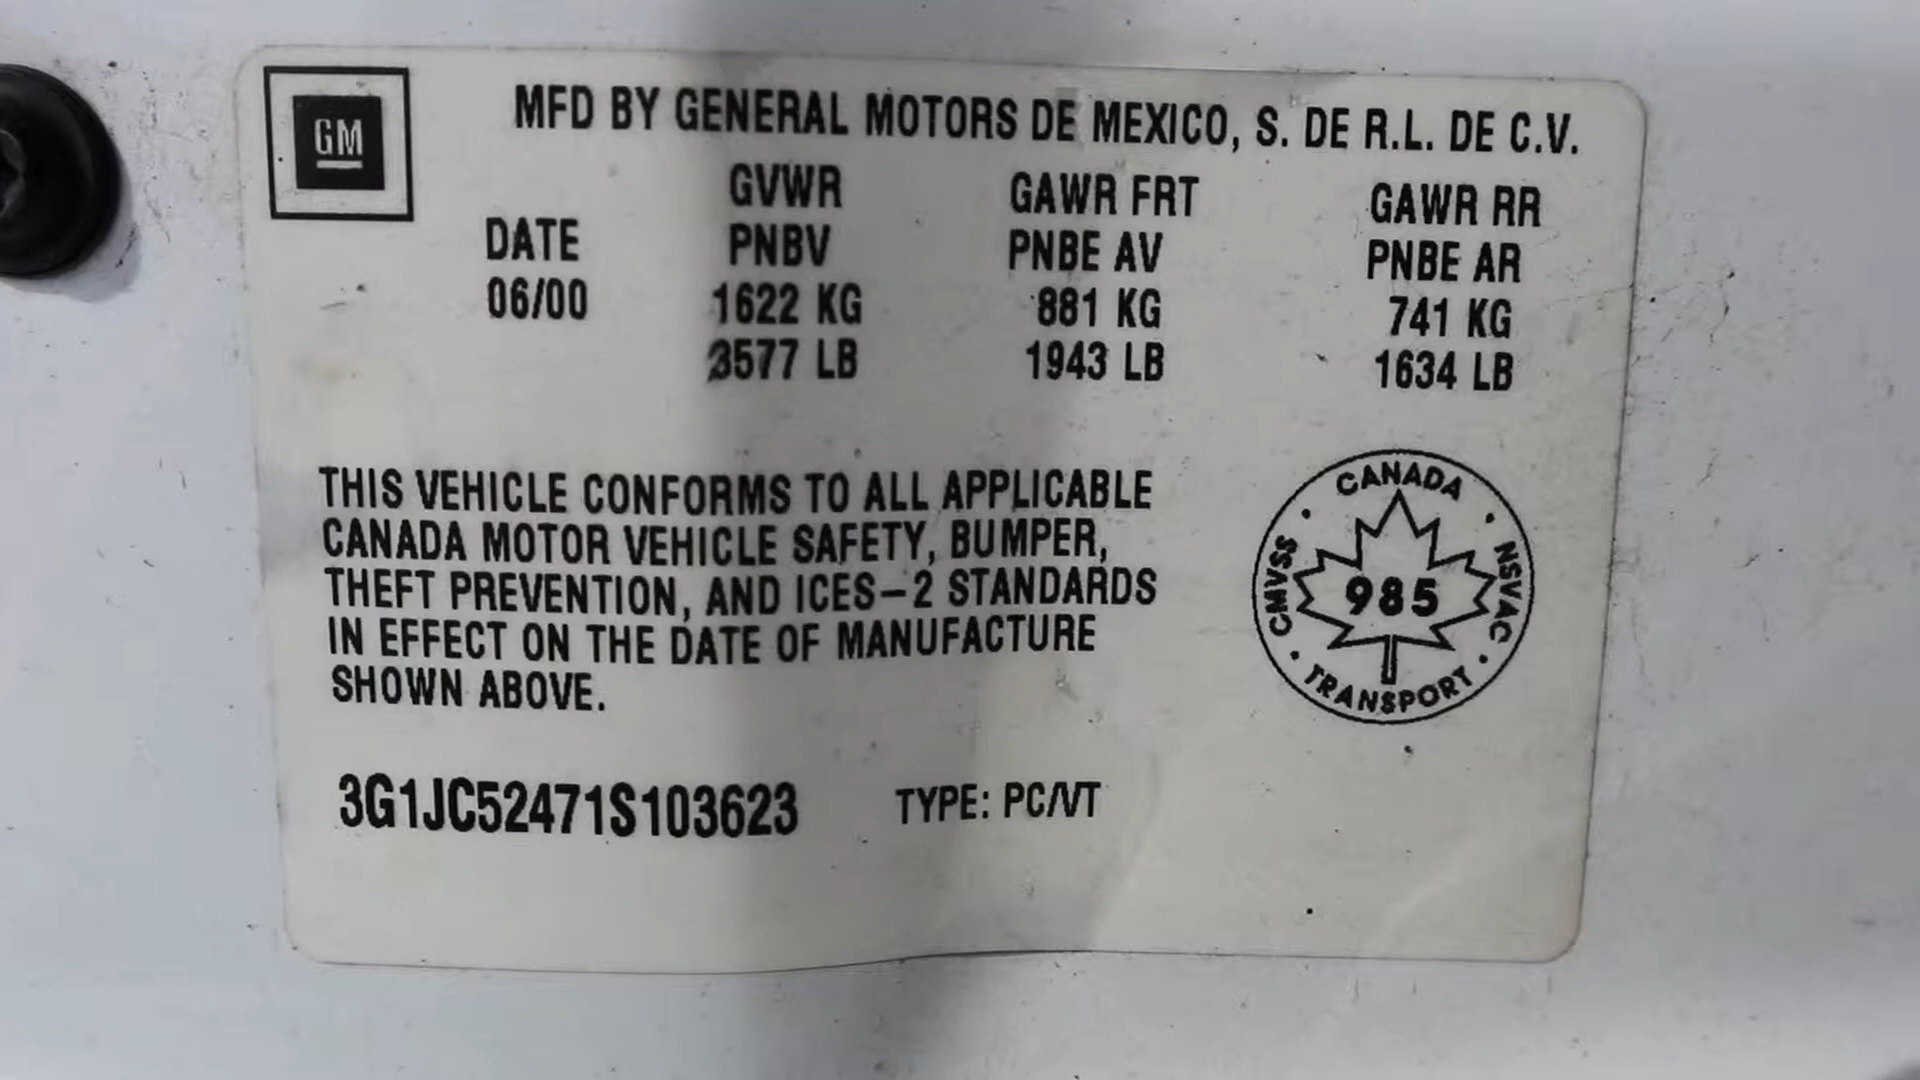 GM
MFD BY GENERAL MOTORS DE MEXICO, S. DE R.L. DE C.V.
GVWR GAWR FRT GAWR RR
DATE PNBV PNBE AV PNBE AR
06/00 1622 KG 881 KG 741 KG
3577 LB 1943 LB 1634 LB
THIS VEHICLE CONFORMS TO ALL APPLICABLE
CANADA MOTOR VEHICLE SAFETY, BUMPER,
THEFT PREVENTION, AND ICES-2 STANDARDS
IN EFFECT ON THE DATE OF MANUFACTURE
SHOWN ABOVE.
CANADA
CMVSS
985
NSVAC
TRANSPORT
3G1JC52471S103623 TYPE: PC/VT